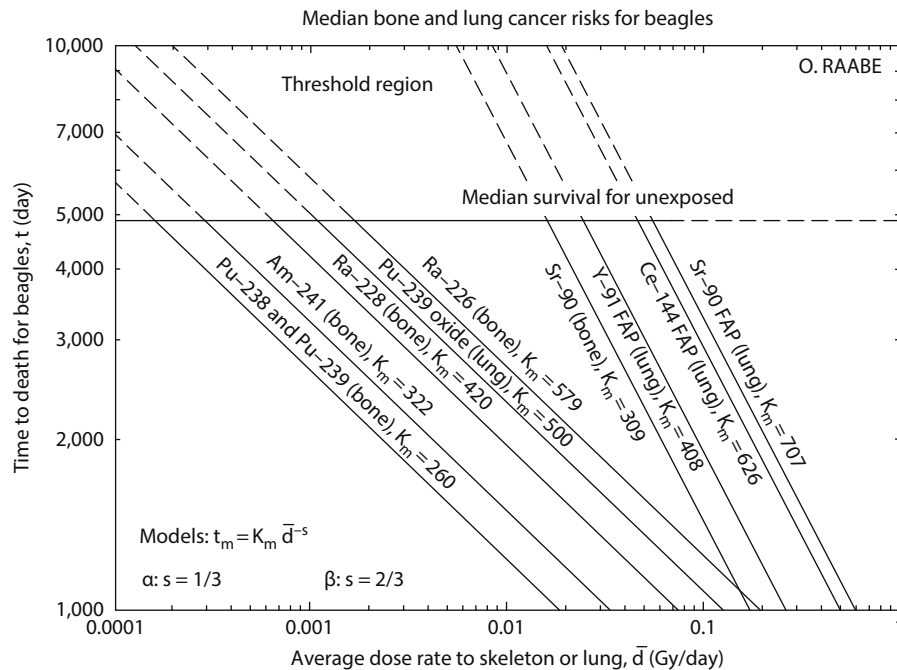 Median bone and lung cancer risks for beagles
10,000
7,000
5,000
4,000
3,000
2,000
1,000
Time to death for beagles, t (day)
O. RAABE
Threshold region
Median survival for unexposed
Pu–238 and Pu–239 (bone), Km = 260
Am–241 (bone), Km = 322
Ra–228 (bone), Km = 420
Pu–239 oxide (lung), Km = 500
Ra–226 (bone), Km = 579
Sr–90 (bone), Km = 309
Y–91 FAP (lung), Km = 408
Ce–144 FAP (lung), Km = 626
Sr–90 FAP (lung), Km = 707
Models: tm = Km d̄–s
α: s = 1/3
β: s = 2/3
0.0001
0.001
0.01
0.1
Average dose rate to skeleton or lung, d̄ (Gy/day)